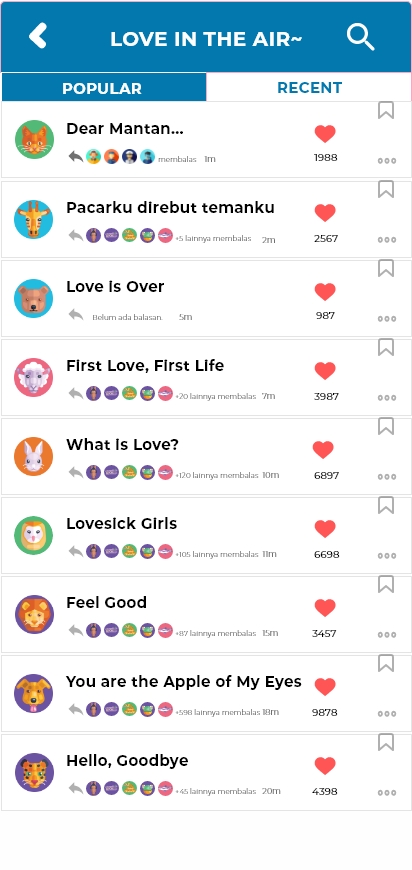 LOVE IN THE AIR~
POPULAR RECENT
Dear Mantan...
membalas 1m
1988
Pacarku direbut temanku
+5 lainnya membalas 2m
2567
Love is Over
Belum ada balasan. 5m
987
First Love, First Life
+20 lainnya membalas 7m
3987
What is Love?
+120 lainnya membalas 10m
6897
Lovesick Girls
+105 lainnya membalas 11m
6698
Feel Good
+87 lainnya membalas 15m
3457
You are the Apple of My Eyes
+598 lainnya membalas 18m
9878
Hello, Goodbye
+45 lainnya membalas 20m
4398